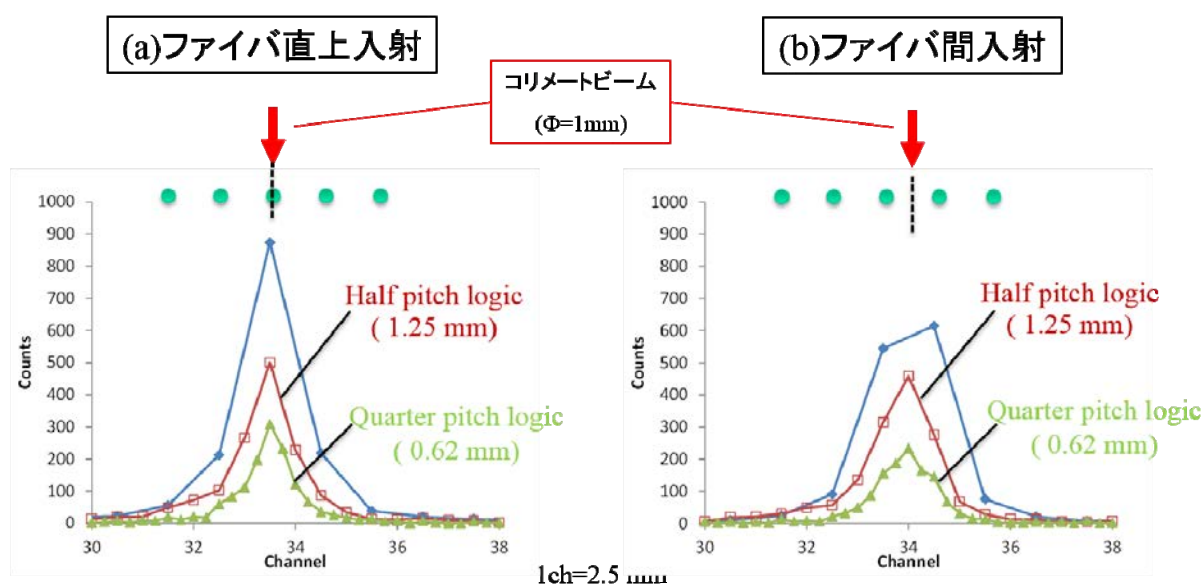 (a)ファイバ直上入射
(b)ファイバ間入射
コリメートビーム
(Φ=1mm)
1000
900
800
700
600
500
400
300
200
100
0
Counts
30
32
34
36
38
Channel
Half pitch logic
( 1.25 mm)
Quarter pitch logic
( 0.62 mm)
1000
900
800
700
600
500
400
300
200
100
0
Counts
30
32
34
36
38
Channel
Half pitch logic
( 1.25 mm)
Quarter pitch logic
( 0.62 mm)
1ch=2.5 mm